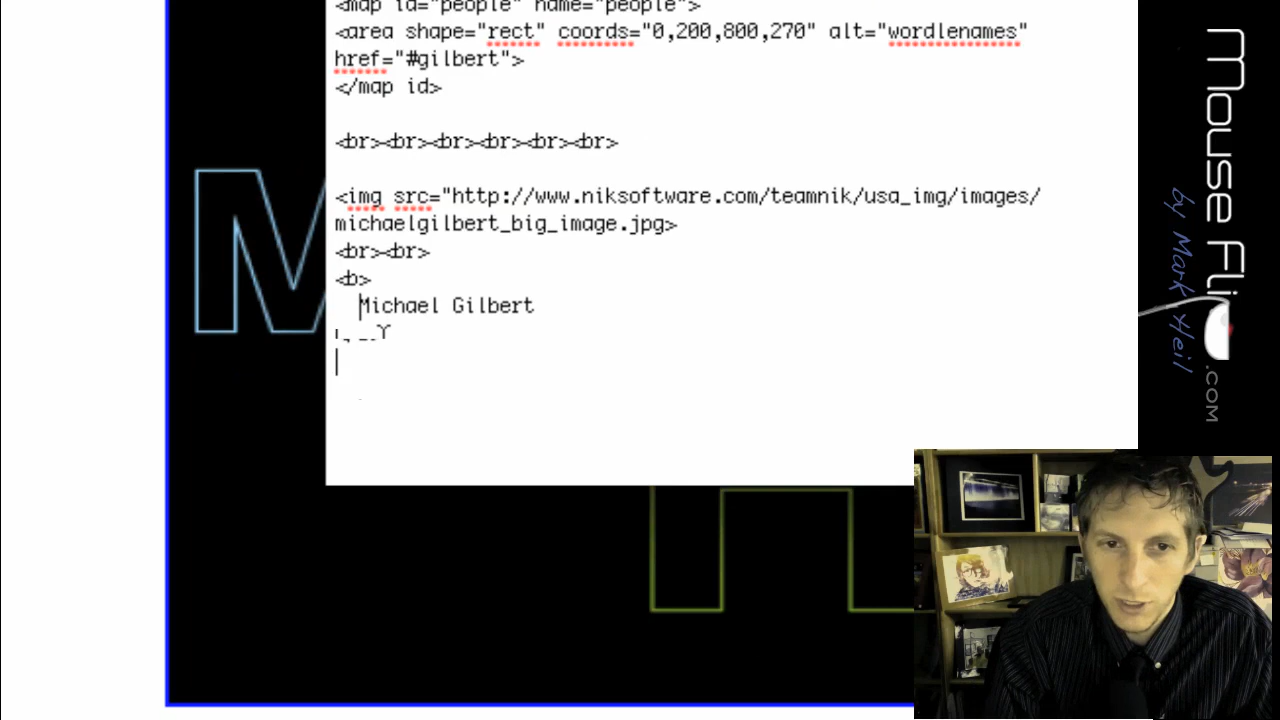 <map id="people" name="people">
<area shape="rect" coords="0,200,800,270" alt="wordlenames"
href="#gilbert">
</map id>
<br><br><br><br><br><br>
<img src="http://www.niksoftware.com/teamnik/usa_img/images/
michaelgilbert_big_image.jpg>
<br><br>
<b>
Michael Gilbert
M
Mouse Flip
by Mark Heil
.COM